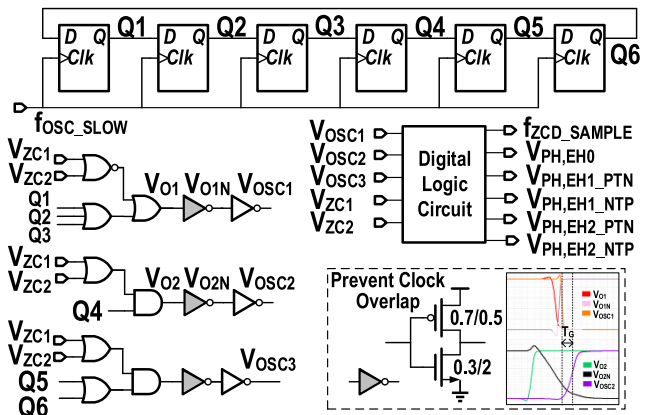 Q1 Q2 Q3 Q4 Q5 Q6
D Q D Q D Q D Q D Q D Q
Clk Clk Clk Clk Clk Clk
fOSC_SLOW
VZC1
VZC2
Q1
Q2
Q3
VO1 VO1N VOSC1
VOSC1
VOSC2
VOSC3
VZC1
VZC2
Digital
Logic
Circuit
fZCD_SAMPLE
VPH,EH0
VPH,EH1_PTN
VPH,EH1_NTP
VPH,EH2_PTN
VPH,EH2_NTP
VZC1
VZC2
Q4
VO2 VO2N VOSC2
VZC1
VZC2
Q5
Q6
VOSC3
Prevent Clock
Overlap
0.7/0.5
0.3/2
VO1
VO1N
VOSC1
TG
VO2
VO2N
VOSC2